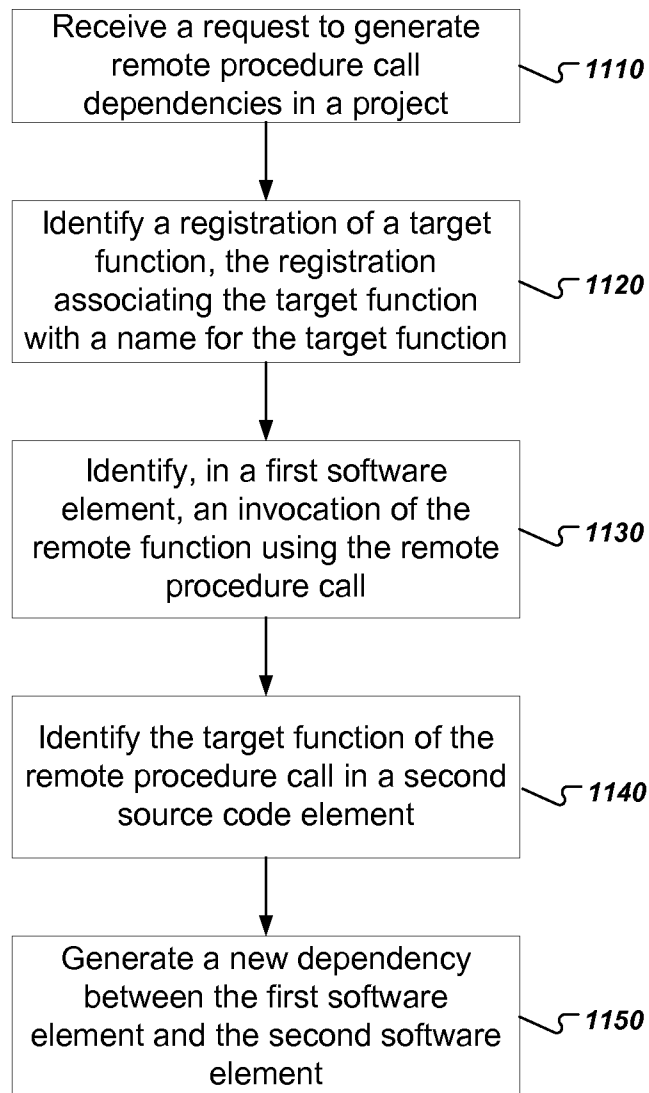 Receive a request to generate
remote procedure call
dependencies in a project
1110
Identify a registration of a target
function, the registration
associating the target function
with a name for the target function
1120
Identify, in a first software
element, an invocation of the
remote function using the remote
procedure call
1130
Identify the target function of the
remote procedure call in a second
source code element
1140
Generate a new dependency
between the first software
element and the second software
element
1150